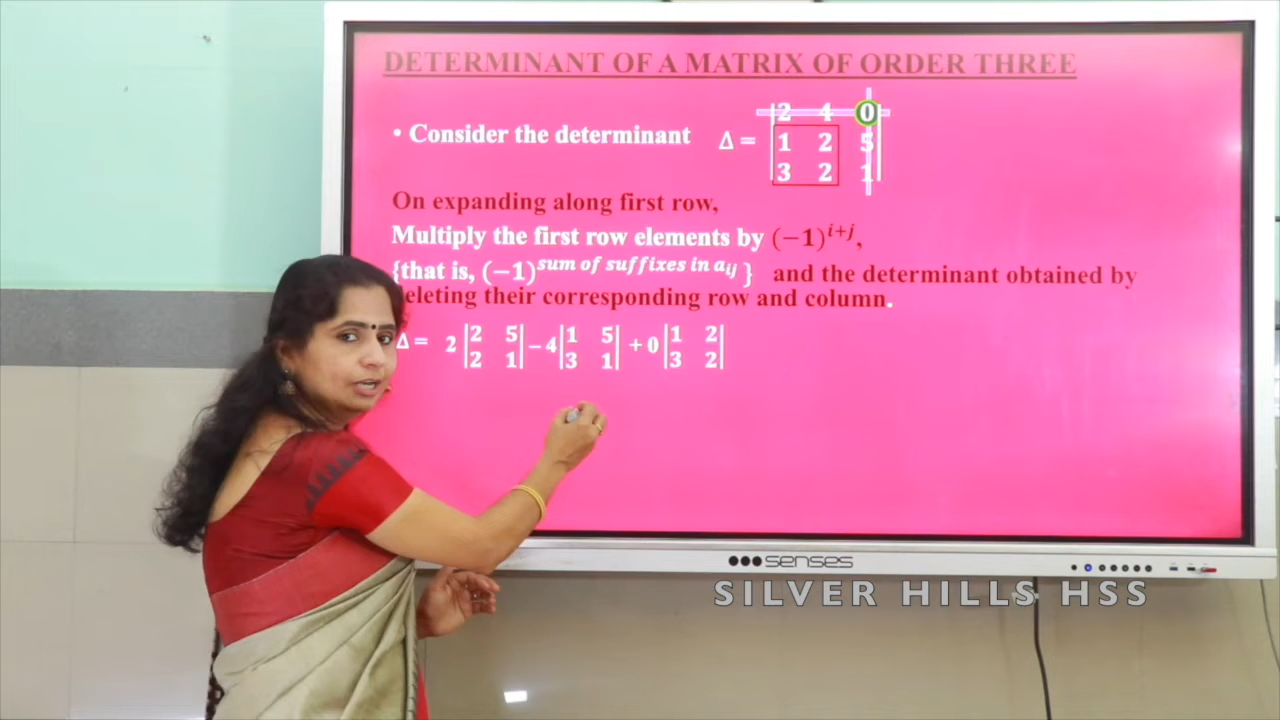 DETERMINANT OF A MATRIX OF ORDER THREE
• Consider the determinant Δ = |2 4 0|
|1 2 5|
|3 2 1|
On expanding along first row,
Multiply the first row elements by (−1)^{i+j},
{that is, (−1)^{sum of suffixes in a_{ij}}} and the determinant obtained by
deleting their corresponding row and column.
Δ = 2 |2 5| − 4 |1 5| + 0 |1 2|
|2 1| |3 1| |3 2|
senses
SILVER HILLS HSS